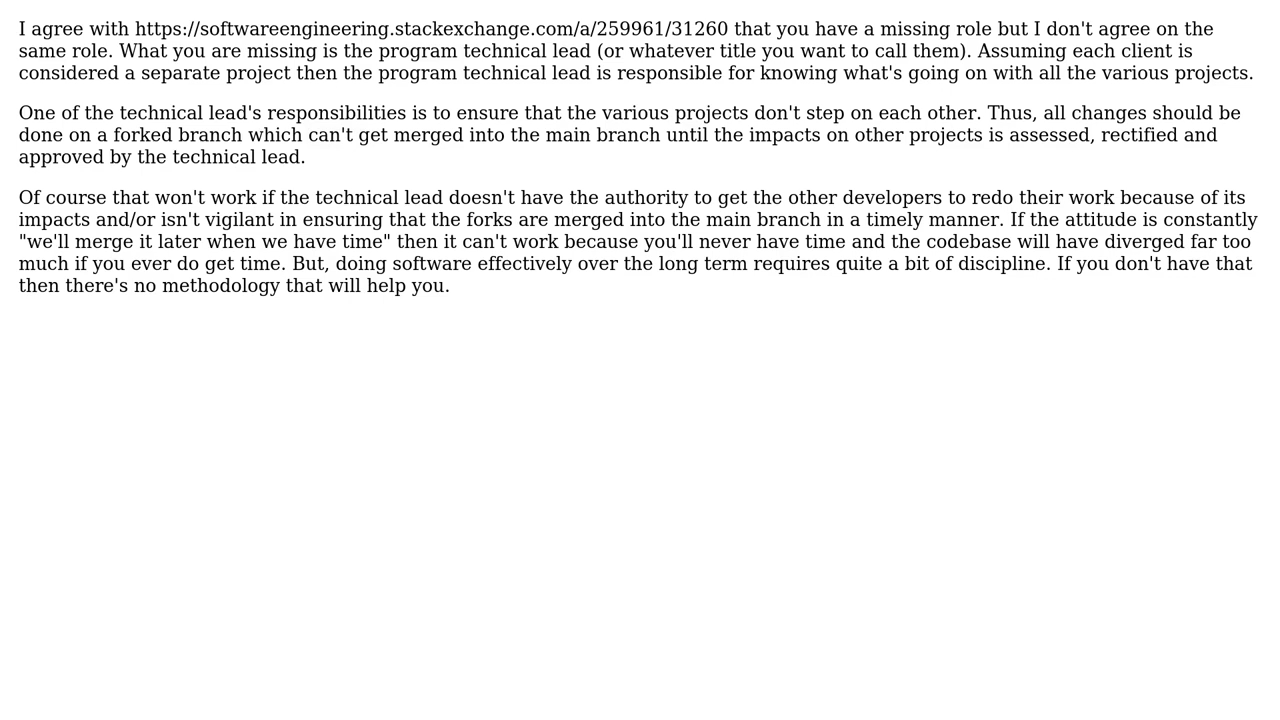 I agree with https://softwareengineering.stackexchange.com/a/259961/31260 that you have a missing role but I don't agree on the
same role. What you are missing is the program technical lead (or whatever title you want to call them). Assuming each client is
considered a separate project then the program technical lead is responsible for knowing what's going on with all the various projects.
One of the technical lead's responsibilities is to ensure that the various projects don't step on each other. Thus, all changes should be
done on a forked branch which can't get merged into the main branch until the impacts on other projects is assessed, rectified and
approved by the technical lead.
Of course that won't work if the technical lead doesn't have the authority to get the other developers to redo their work because of its
impacts and/or isn't vigilant in ensuring that the forks are merged into the main branch in a timely manner. If the attitude is constantly
"we'll merge it later when we have time" then it can't work because you'll never have time and the codebase will have diverged far too
much if you ever do get time. But, doing software effectively over the long term requires quite a bit of discipline. If you don't have that
then there's no methodology that will help you.